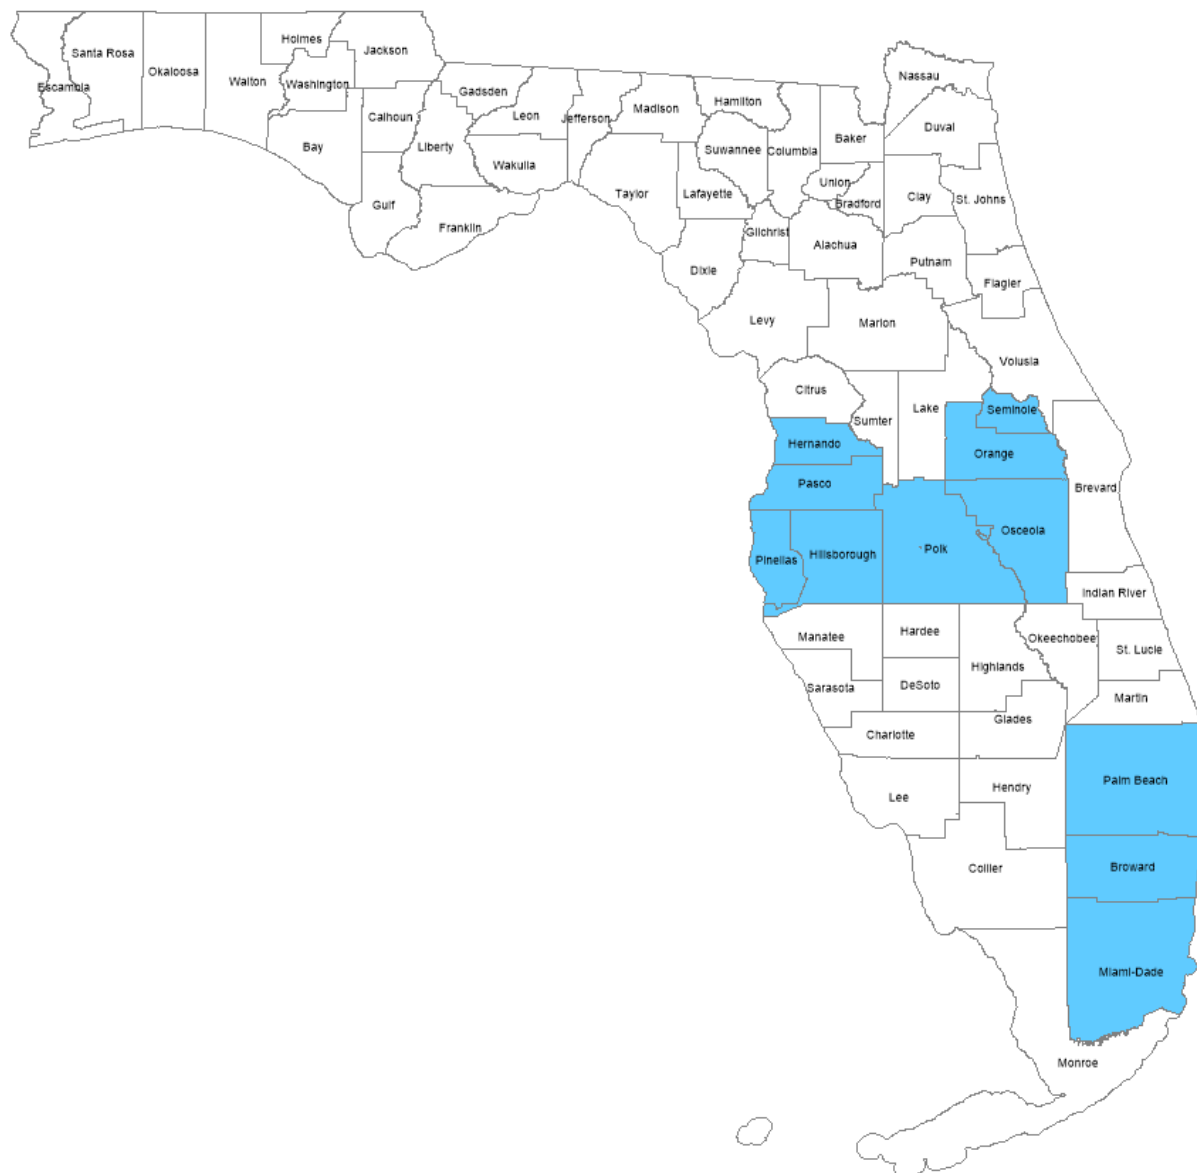 Holmes
Jackson
Santa Rosa
Okaloosa
Walton
Washington
Escambia
Calhoun
Bay
Gulf
Liberty
Gadsden
Leon
Jefferson
Wakulla
Franklin
Madison
Hamilton
Taylor
Suwannee
Lafayette
Columbia
Baker
Nassau
Duval
Union
Bradford
Clay
St. Johns
Gilchrist
Alachua
Dixie
Putnam
Flagler
Levy
Marion
Volusia
Citrus
Sumter
Lake
Seminole
Hernando
Orange
Pasco
Brevard
Pinellas
Hillsborough
Polk
Osceola
Indian River
Manatee
Hardee
Okeechobee
St. Lucie
Highlands
Sarasota
DeSoto
Martin
Glades
Charlotte
Lee
Hendry
Palm Beach
Collier
Broward
Miami-Dade
Monroe